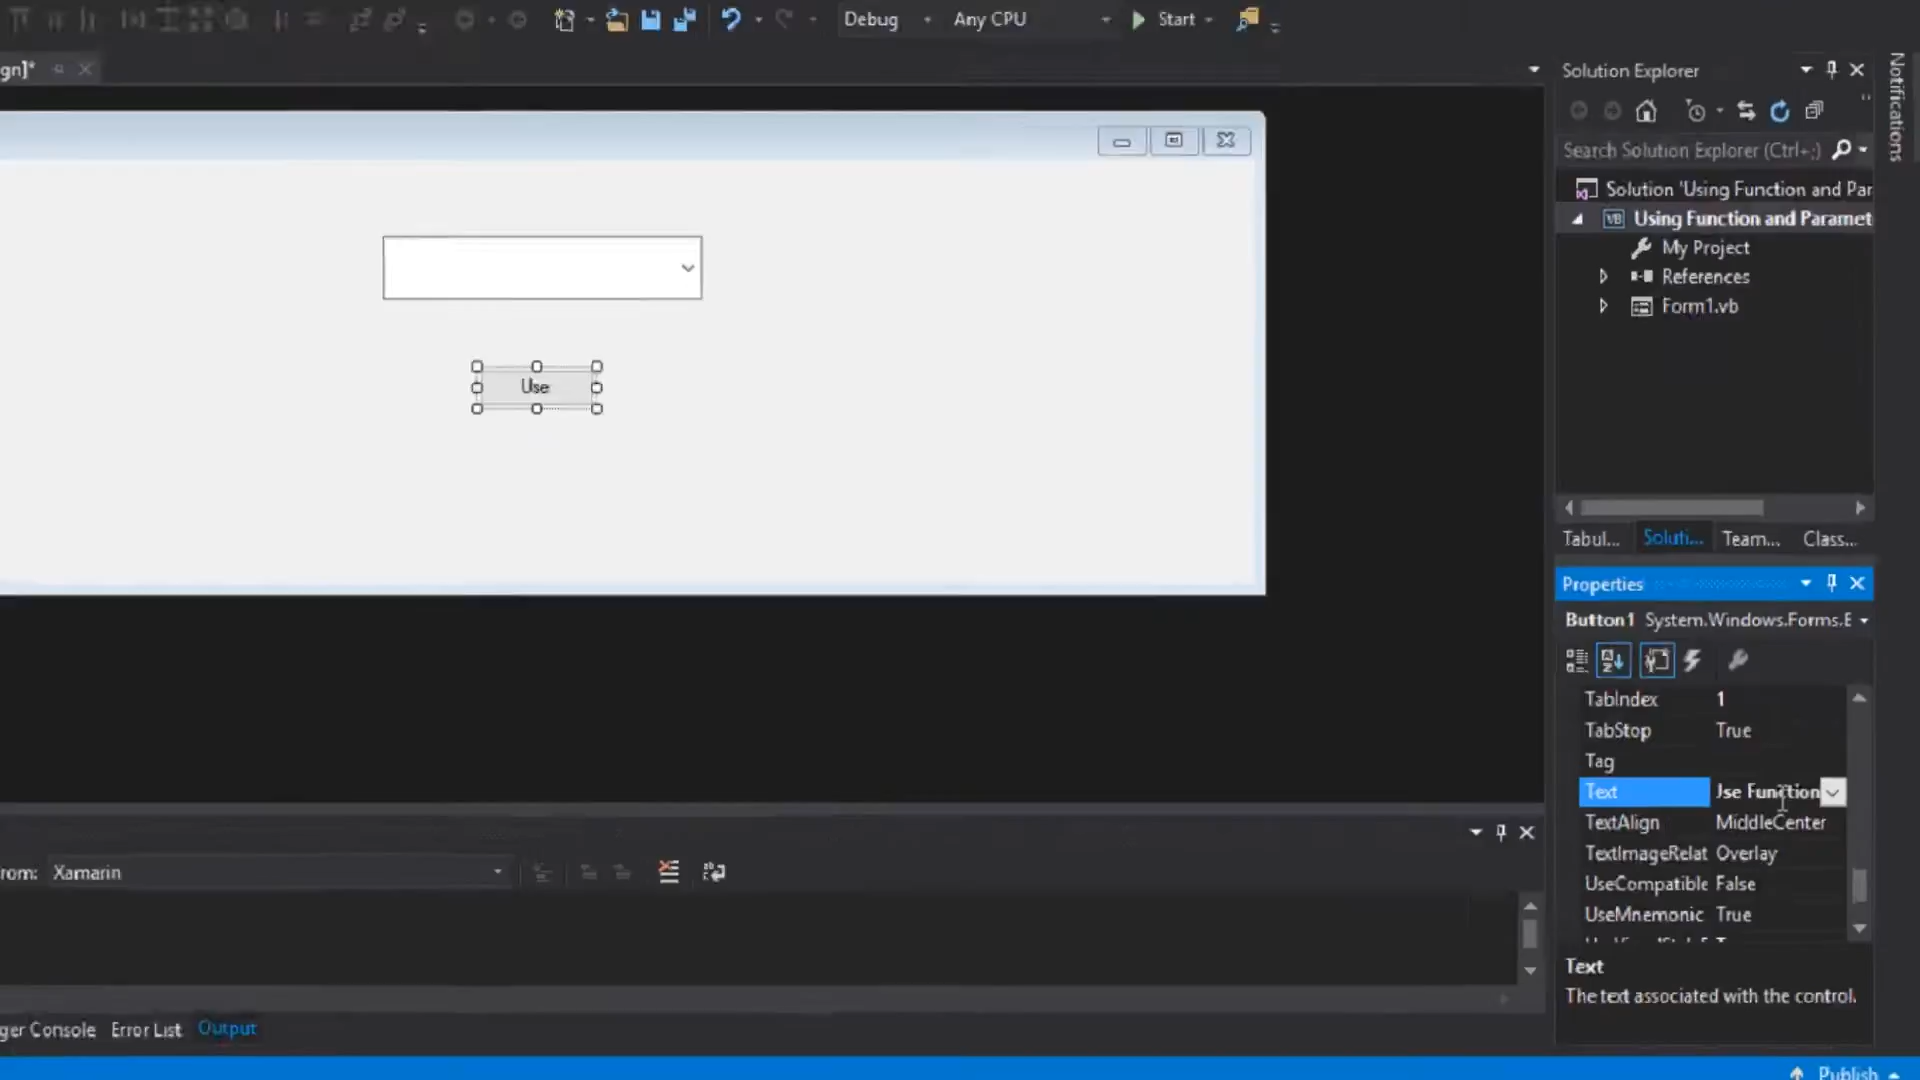 Debug Any CPU Start
gn]*
Solution Explorer
Notifications
Search Solution Explorer (Ctrl+;)
Solution 'Using Function and Par
Using Function and Paramet
My Project
References
Form1.vb
Use
Tabul... Soluti... Team... Class...
Properties
Button1 System.Windows.Forms.E
TabIndex 1
TabStop True
Tag
Text Jse Function
TextAlign MiddleCenter
TextImageRelat Overlay
UseCompatible False
UseMnemonic True
Text
The text associated with the control.
rom: Xamarin
ger Console Error List Output
Publish